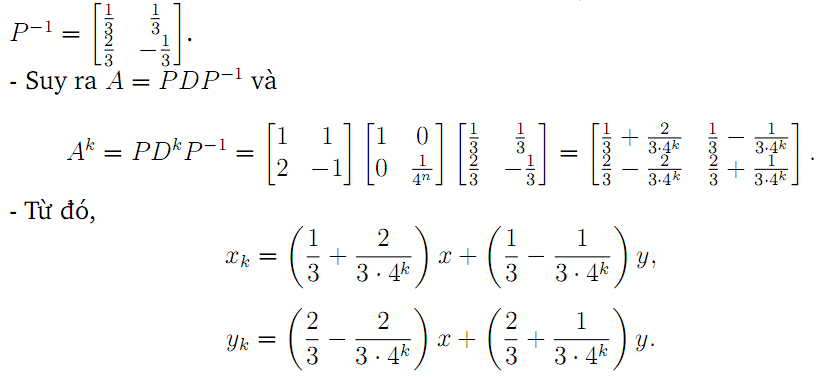 $P^{-1} = \begin{bmatrix} \frac{1}{3} & \frac{1}{3} \\ \frac{2}{3} & -\frac{1}{3} \end{bmatrix}.$
- Suy ra $A = PDP^{-1}$ và
$A^k = PD^kP^{-1} = \begin{bmatrix} 1 & 1 \\ 2 & -1 \end{bmatrix} \begin{bmatrix} 1 & 0 \\ 0 & \frac{1}{4^n} \end{bmatrix} \begin{bmatrix} \frac{1}{3} & \frac{1}{3} \\ \frac{2}{3} & -\frac{1}{3} \end{bmatrix} = \begin{bmatrix} \frac{1}{3} + \frac{2}{3 \cdot 4^k} & \frac{1}{3} - \frac{1}{3 \cdot 4^k} \\ \frac{2}{3} - \frac{2}{3 \cdot 4^k} & \frac{2}{3} + \frac{1}{3 \cdot 4^k} \end{bmatrix}.$
- Từ đó,
$x_k = \left( \frac{1}{3} + \frac{2}{3 \cdot 4^k} \right) x + \left( \frac{1}{3} - \frac{1}{3 \cdot 4^k} \right) y,$
$y_k = \left( \frac{2}{3} - \frac{2}{3 \cdot 4^k} \right) x + \left( \frac{2}{3} + \frac{1}{3 \cdot 4^k} \right) y.$